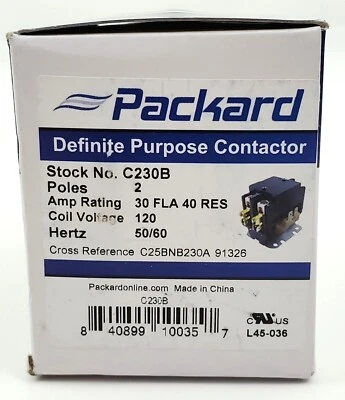 Packard
Definite Purpose Contactor
Stock No. C230B
Poles 2
Amp Rating 30 FLA 40 RES
Coil Voltage 120
Hertz 50/60
Cross Reference C25BNB230A 91326
Packardonline.com Made in China
C230B
8 40899 10035 7
C US
L45-036